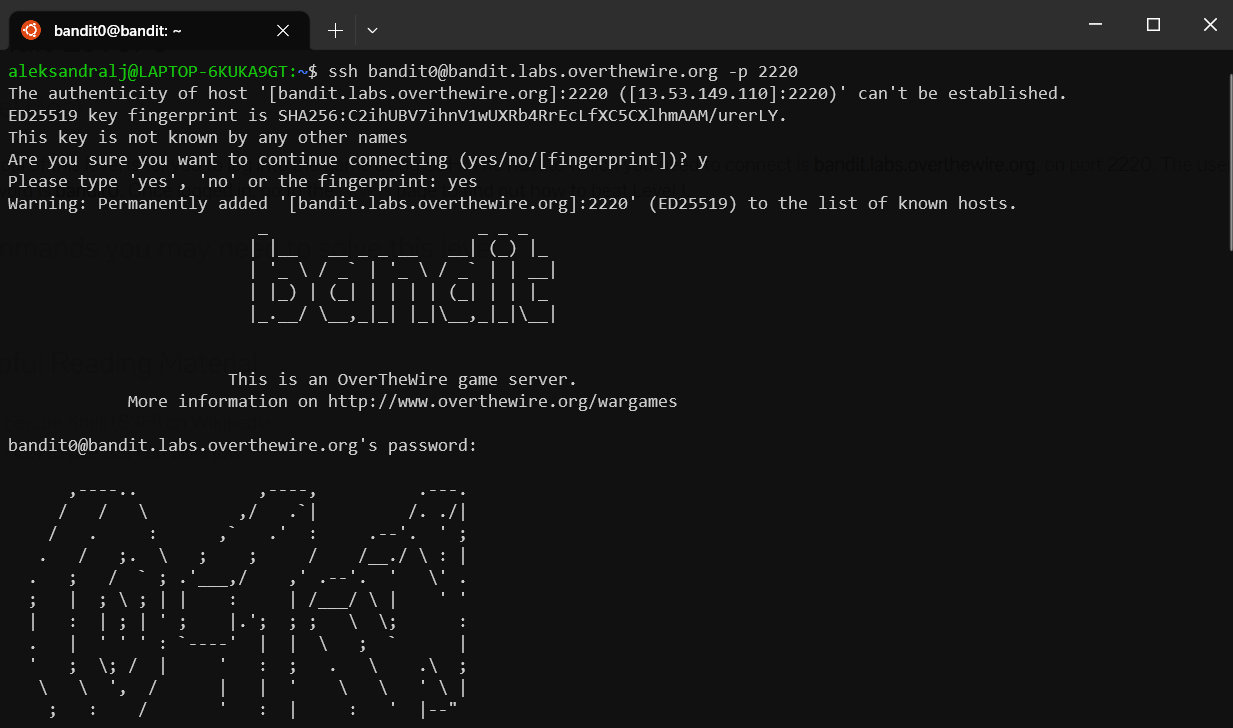 bandit0@bandit: ~
aleksandralj@LAPTOP-6KUKA9GT:~$ ssh bandit0@bandit.labs.overthewire.org -p 2220
The authenticity of host '[bandit.labs.overthewire.org]:2220 ([13.53.149.110]:2220)' can't be established.
ED25519 key fingerprint is SHA256:C2ihUBV7ihnV1wUXRb4RrEcLfXC5CXlhmAAM/urerLY.
This key is not known by any other names
Are you sure you want to continue connecting (yes/no/[fingerprint])? y
Please type 'yes', 'no' or the fingerprint: yes
Warning: Permanently added '[bandit.labs.overthewire.org]:2220' (ED25519) to the list of known hosts.
bandit
This is an OverTheWire game server.
More information on http://www.overthewire.org/wargames
bandit0@bandit.labs.overthewire.org's password: